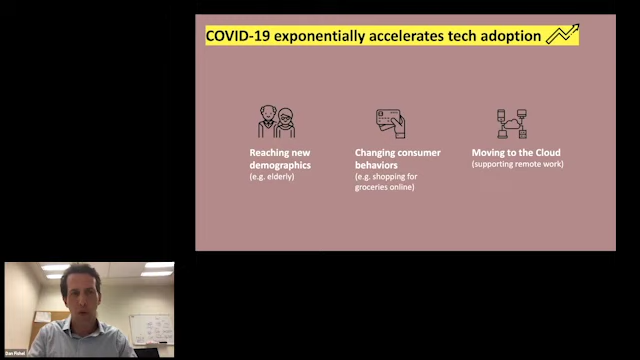 COVID-19 exponentially accelerates tech adoption
Reaching new
demographics
(e.g. elderly)
Changing consumer
behaviors
(e.g. shopping for
groceries online)
Moving to the Cloud
(supporting remote work)